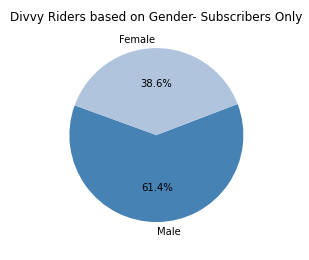 Divvy Riders based on Gender- Subscribers Only
Female
38.6%
61.4%
Male